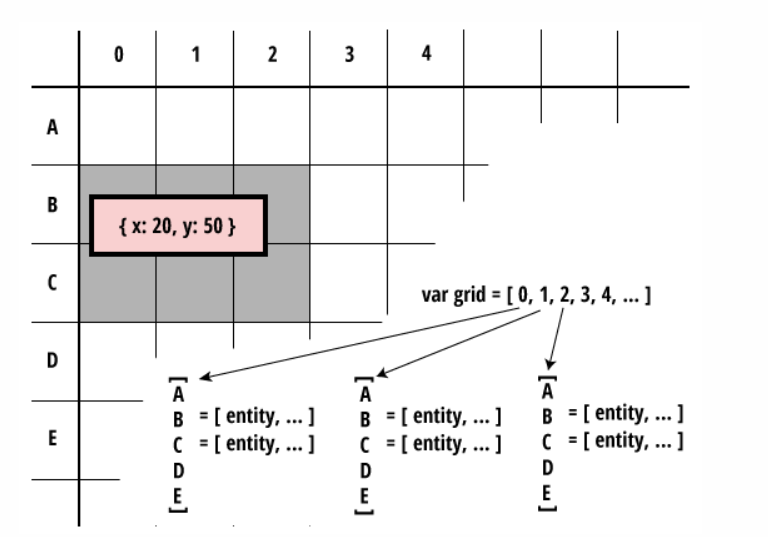 0 1 2 3 4
A
B
{ x: 20, y: 50 }
C
var grid = [ 0, 1, 2, 3, 4, ... ]
D
E
[ A B C D E ]
= [ entity, ... ]
= [ entity, ... ]
[ A B C D E ]
= [ entity, ... ]
= [ entity, ... ]
[ A B C D E ]
= [ entity, ... ]
= [ entity, ... ]